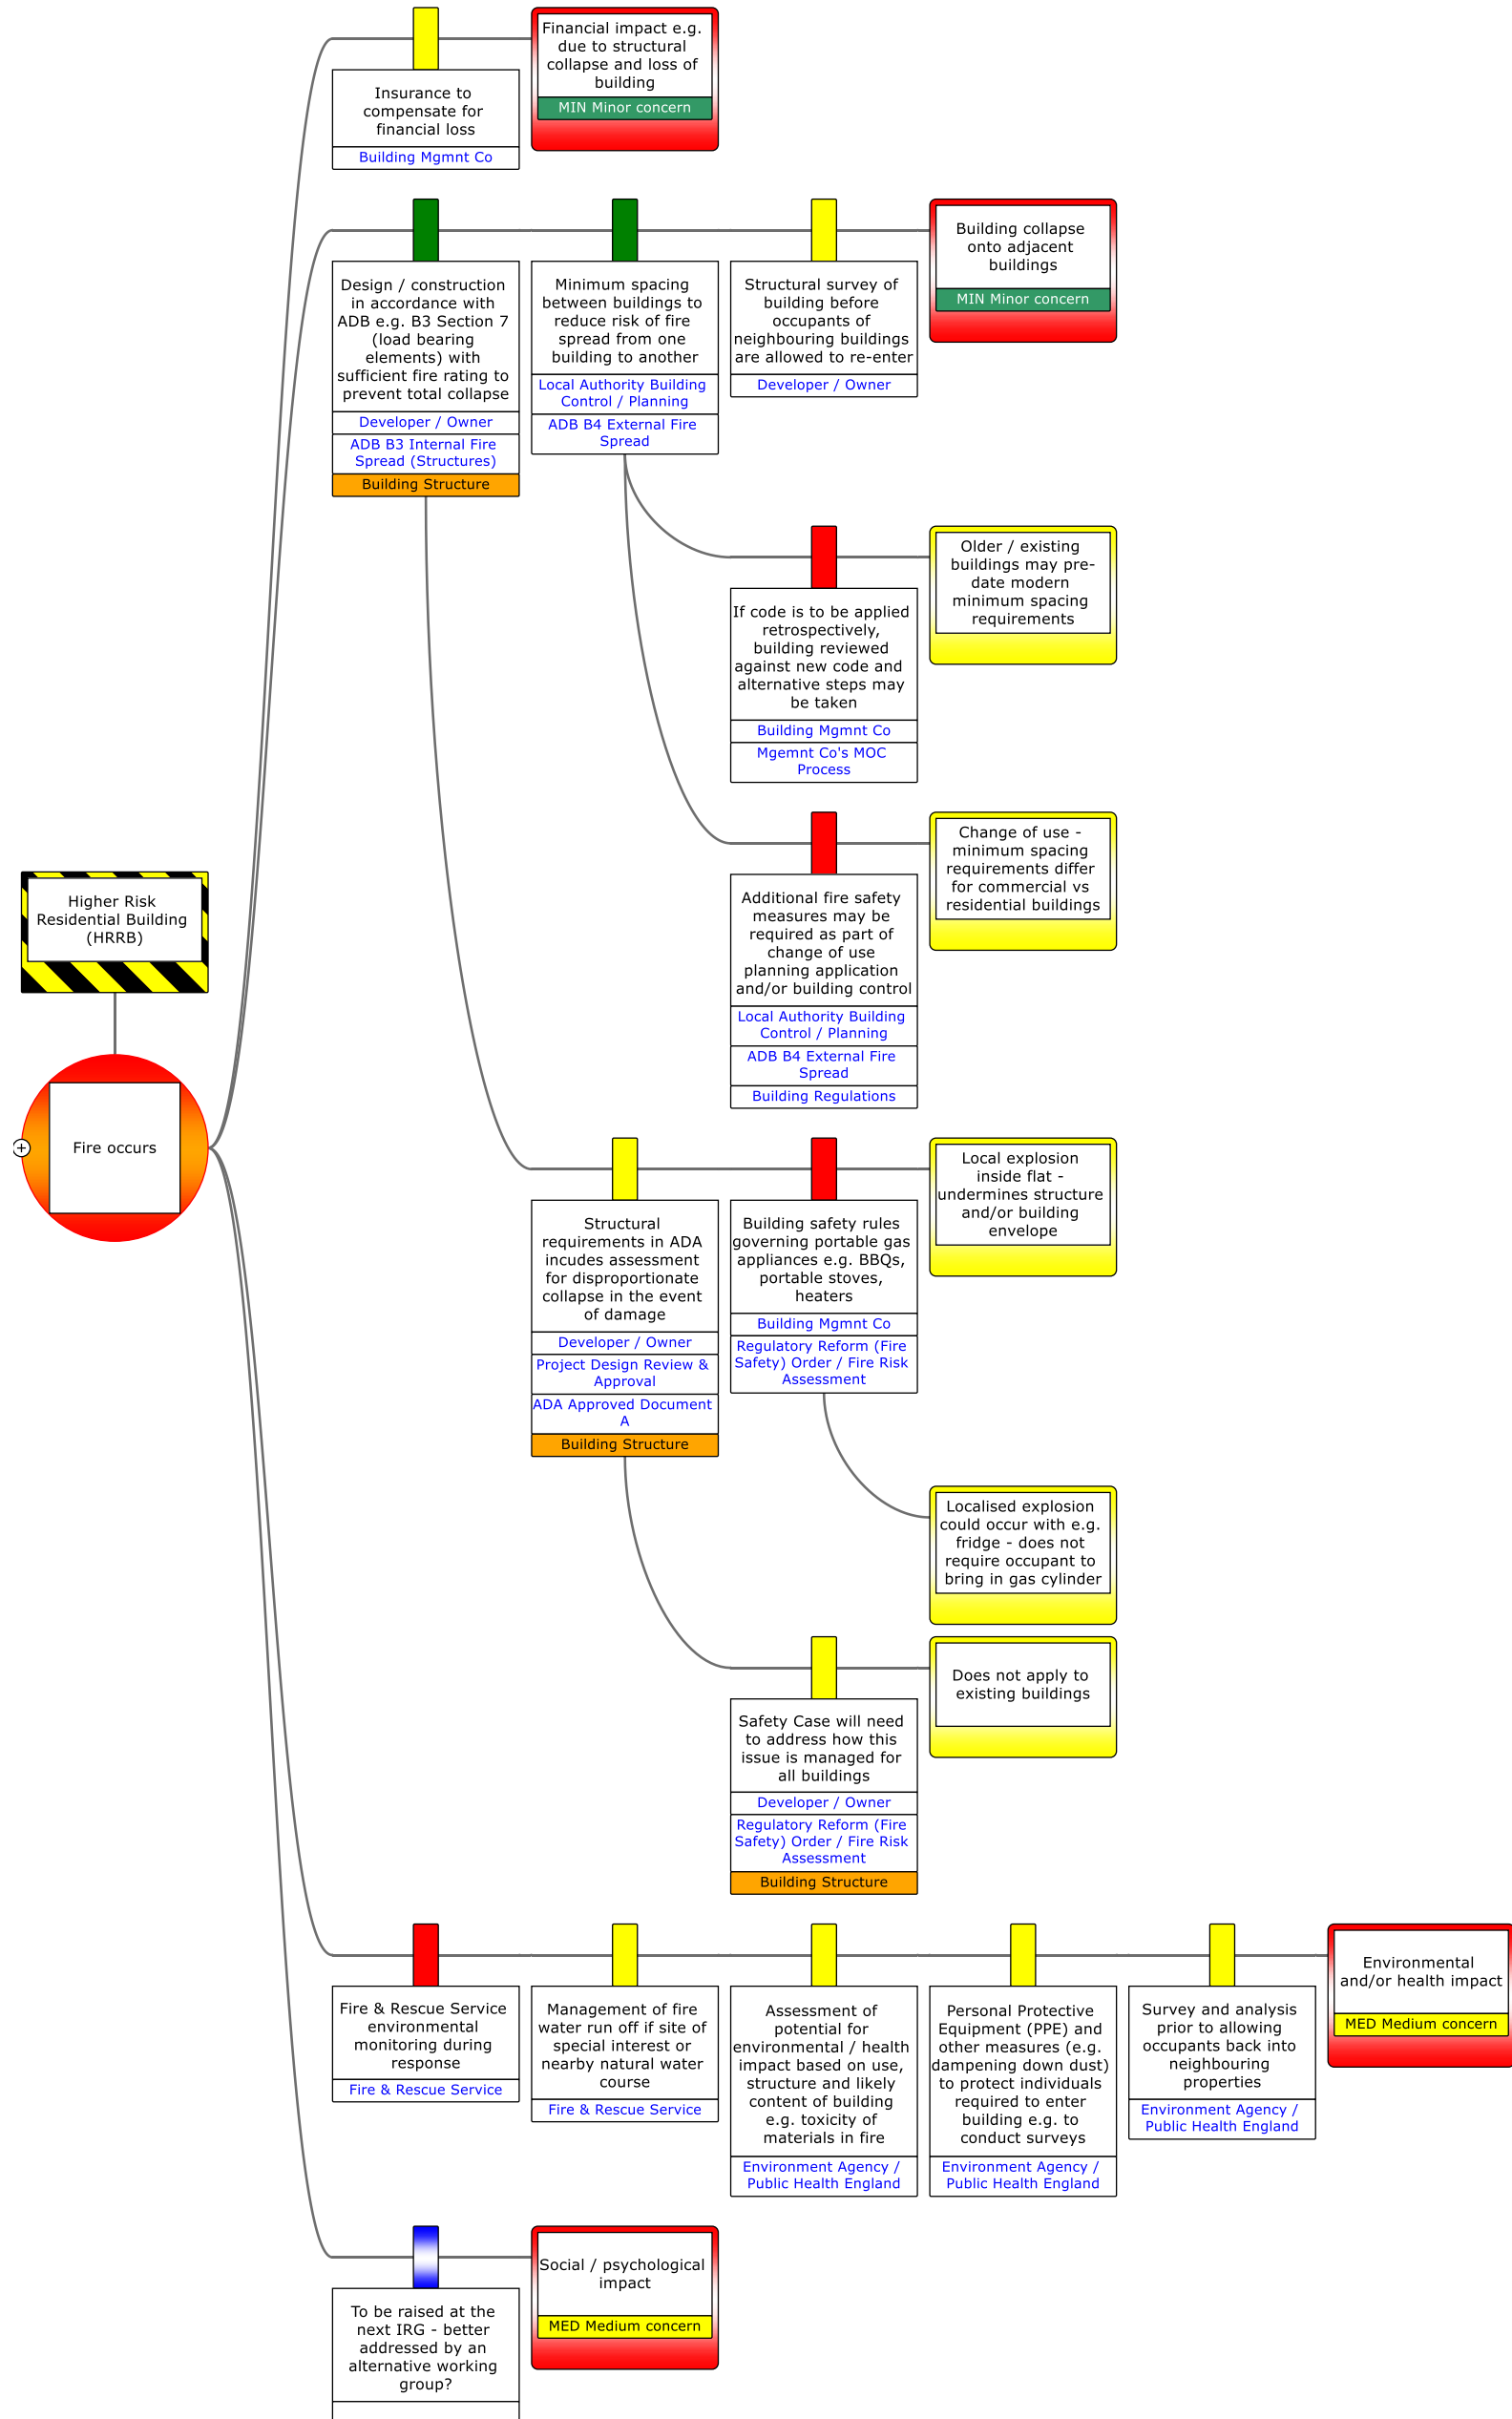 Financial impact e.g.
due to structural
collapse and loss of
building
MIN Minor concern
Insurance to
compensate for
financial loss
Building Mgmnt Co
Design / construction
in accordance with
ADB e.g. B3 Section 7
(load bearing
elements) with
sufficient fire rating to
prevent total collapse
Developer / Owner
ADB B3 Internal Fire
Spread (Structures)
Building Structure
Minimum spacing
between buildings to
reduce risk of fire
spread from one
building to another
Local Authority Building
Control / Planning
ADB B4 External Fire
Spread
Structural survey of
building before
occupants of
neighbouring buildings
are allowed to re-enter
Developer / Owner
Building collapse
onto adjacent
buildings
MIN Minor concern
If code is to be applied
retrospectively,
building reviewed
against new code and
alternative steps may
be taken
Building Mgmnt Co
Mgemnt Co's MOC
Process
Older / existing
buildings may pre-
date modern
minimum spacing
requirements
Additional fire safety
measures may be
required as part of
change of use
planning application
and/or building control
Local Authority Building
Control / Planning
ADB B4 External Fire
Spread
Building Regulations
Change of use -
minimum spacing
requirements differ
for commercial vs
residential buildings
Higher Risk
Residential Building
(HRRB)
Fire occurs
Structural
requirements in ADA
incudes assessment
for disproportionate
collapse in the event
of damage
Developer / Owner
Project Design Review &
Approval
ADA Approved Document
A
Building Structure
Building safety rules
governing portable gas
appliances e.g. BBQs,
portable stoves,
heaters
Building Mgmnt Co
Regulatory Reform (Fire
Safety) Order / Fire Risk
Assessment
Local explosion
inside flat -
undermines structure
and/or building
envelope
Localised explosion
could occur with e.g.
fridge - does not
require occupant to
bring in gas cylinder
Safety Case will need
to address how this
issue is managed for
all buildings
Developer / Owner
Regulatory Reform (Fire
Safety) Order / Fire Risk
Assessment
Building Structure
Does not apply to
existing buildings
Fire & Rescue Service
environmental
monitoring during
response
Fire & Rescue Service
Management of fire
water run off if site of
special interest or
nearby natural water
course
Fire & Rescue Service
Assessment of
potential for
environmental / health
impact based on use,
structure and likely
content of building
e.g. toxicity of
materials in fire
Environment Agency /
Public Health England
Personal Protective
Equipment (PPE) and
other measures (e.g.
dampening down dust)
to protect individuals
required to enter
building e.g. to
conduct surveys
Environment Agency /
Public Health England
Survey and analysis
prior to allowing
occupants back into
neighbouring
properties
Environment Agency /
Public Health England
Environmental
and/or health impact
MED Medium concern
To be raised at the
next IRG - better
addressed by an
alternative working
group?
Social / psychological
impact
MED Medium concern